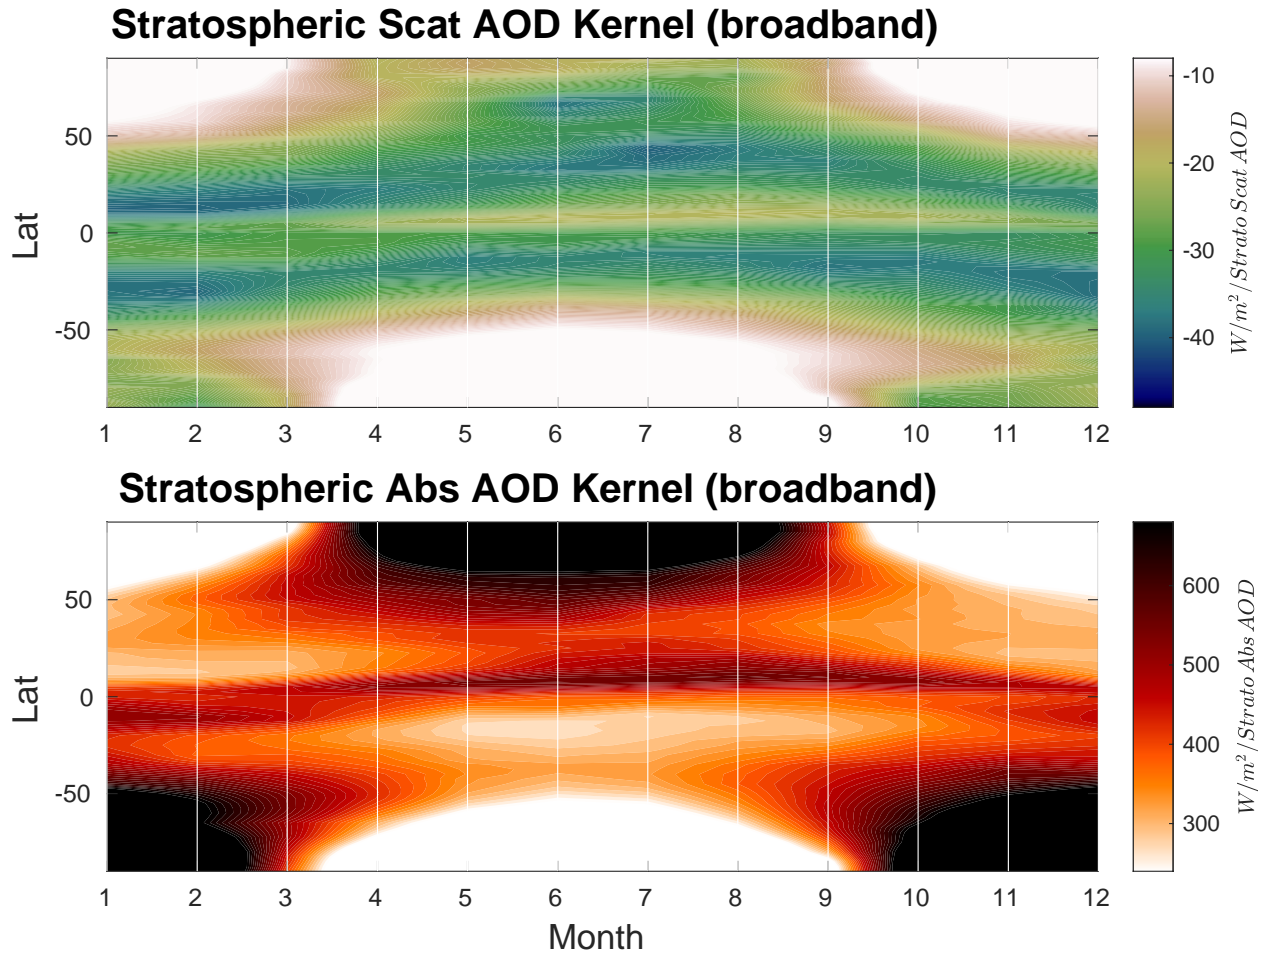 Stratospheric Scat AOD Kernel (broadband)
-10
50
-20
Lat
0
-30
W/m²/Strato Scat AOD
-50
-40
1 2 3 4 5 6 7 8 9 10 11 12
Stratospheric Abs AOD Kernel (broadband)
600
50
500
Lat
0
400
W/m²/Strato Abs AOD
-50
300
1 2 3 4 5 6 7 8 9 10 11 12
Month